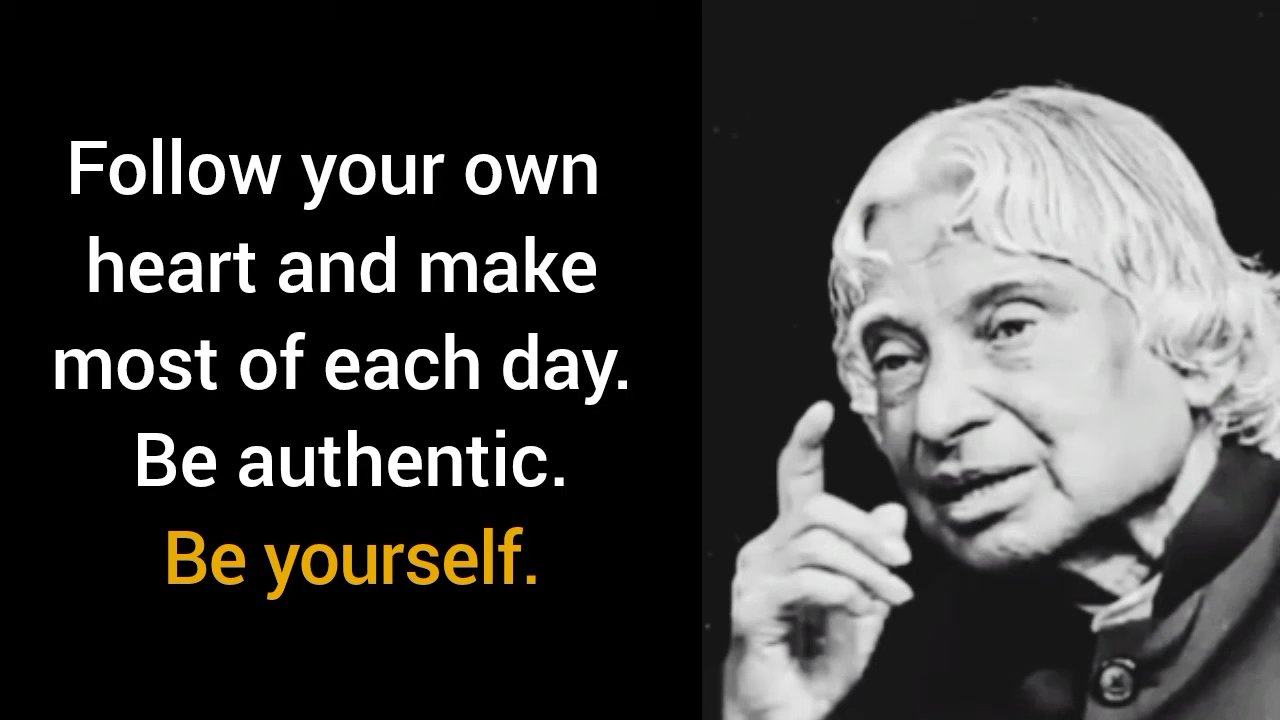 Follow your own
heart and make
most of each day.
Be authentic.
Be yourself.